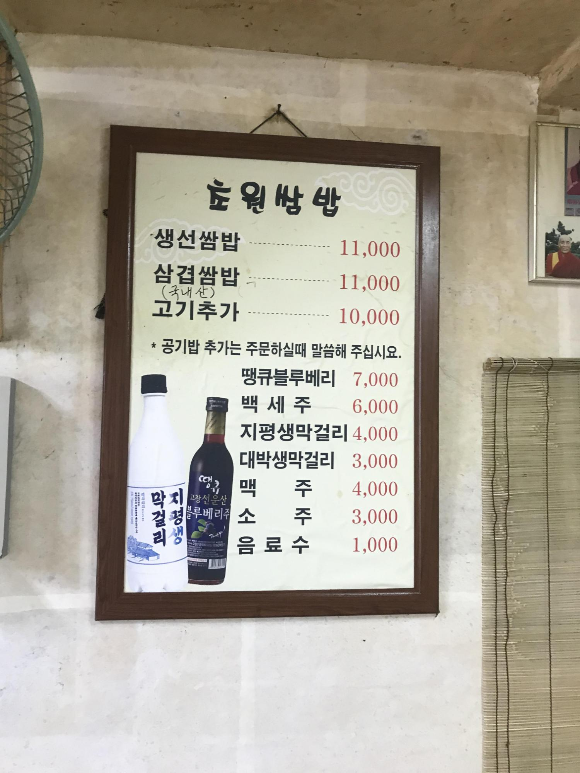 초원쌈밥
생선쌈밥 11,000
삼겹쌈밥 11,000
(국내산)
고기추가 10,000
* 공기밥 추가는 주문하실때 말씀해 주십시요.
땡큐블루베리 7,000
백세주 6,000
지평생막걸리 4,000
대박생막걸리 3,000
맥주 4,000
소주 3,000
음료수 1,000
지평생
막걸리
땡큐
선운산
블루베리주